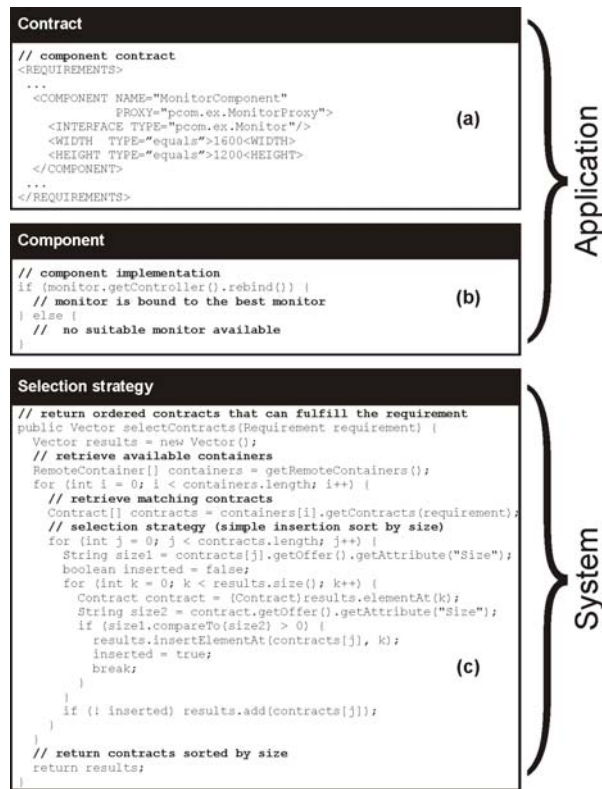 Contract
// component contract
<REQUIREMENTS>
...
<COMPONENT NAME="MonitorComponent"
PROXY="pcom.ex.MonitorProxy">
<INTERFACE TYPE="pcom.ex.Monitor"/>
<WIDTH TYPE=”equals”>1600<WIDTH>
<HEIGHT TYPE=”equals”>1200<HEIGHT>
</COMPONENT>
...
</REQUIREMENTS>
(a)
Component
// component implementation
if (monitor.getController().rebind()) {
// monitor is bound to the best monitor
} else {
// no suitable monitor available
}
(b)
Application
Selection strategy
// return ordered contracts that can fulfill the requirement
public Vector selectContracts(Requirement requirement) {
Vector results = new Vector();
// retrieve available containers
RemoteContainer[] containers = getRemoteContainers();
for (int i = 0; i < containers.length; i++) {
// retrieve matching contracts
Contract[] contracts = containers[i].getContracts(requirement);
// selection strategy (simple insertion sort by size)
for (int j = 0; j < contracts.length; j++) {
String size1 = contracts[j].getOffer().getAttribute("Size");
boolean inserted = false;
for (int k = 0; k < results.size(); k++) {
Contract contract = (Contract)results.elementAt(k);
String size2 = contract.getOffer().getAttribute("Size");
if (size1.compareTo(size2) > 0) {
results.insertElementAt(contracts[j], k);
inserted = true;
break;
}
}
if (! inserted) results.add(contracts[j]);
}
}
// return contracts sorted by size
return results;
}
(c)
System